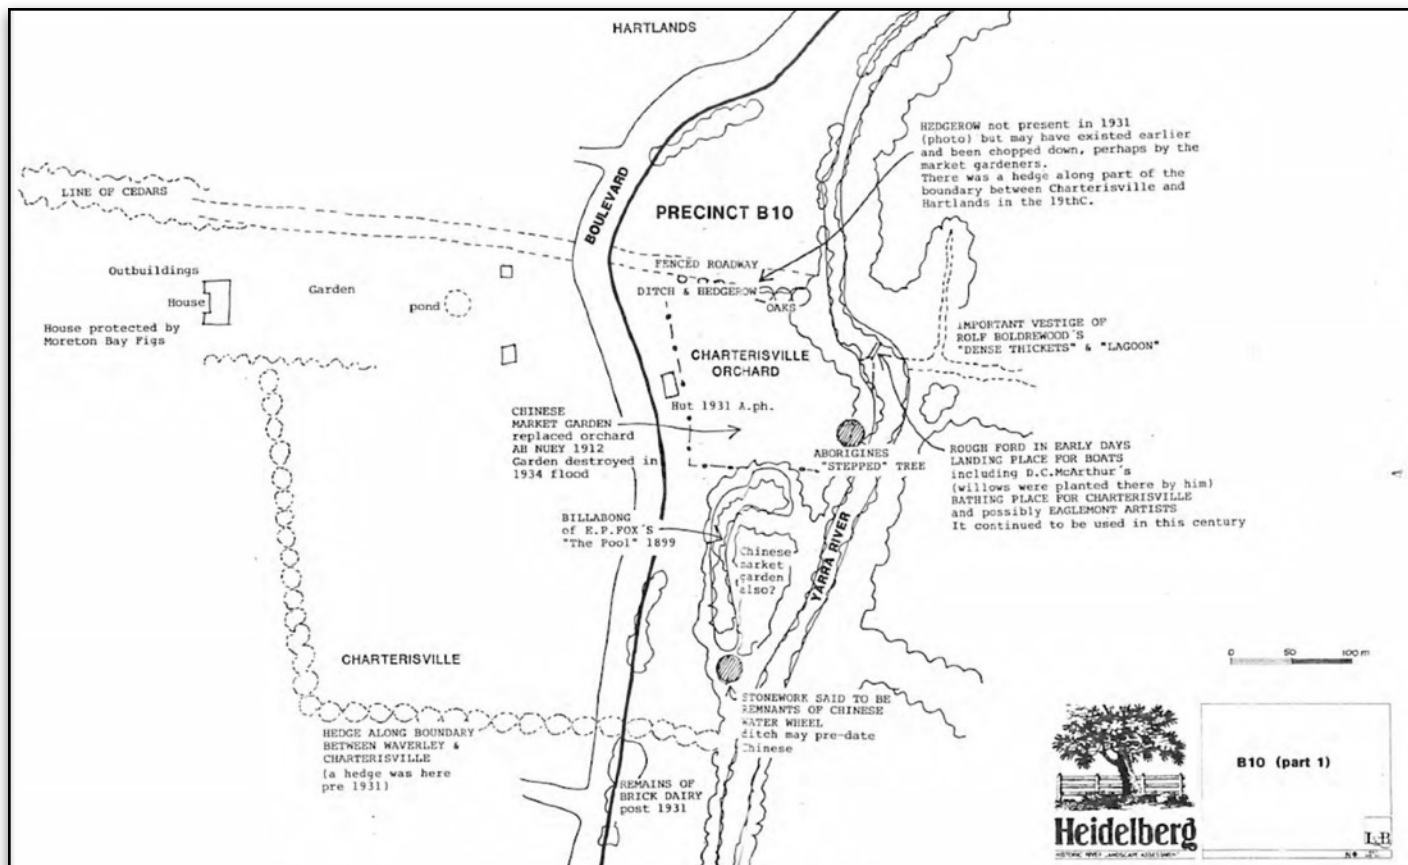 HARTLANDS
HEDGEROW not present in 1931
(photo) but may have existed earlier
and been chopped down, perhaps by the
market gardeners.
There was a hedge along part of the
boundary between Charterisville and
Hartlands in the 19thC.
LINE OF CEDARS
BOULEVARD
PRECINCT B10
FENCED ROADWAY
DITCH & HEDGEROW
OAKS
Outbuildings
House
Garden
pond
House protected by
Moreton Bay Figs
IMPORTANT VESTIGE OF
ROLF BOLDREWOOD'S
"DENSE THICKETS" & "LAGOON"
CHARTERISVILLE
ORCHARD
Hut 1931 A.ph.
CHINESE
MARKET GARDEN
replaced orchard
AH NUEY 1912
Garden destroyed in
1934 flood
ABORIGINES
"STEPPED" TREE
ROUGH FORD IN EARLY DAYS
LANDING PLACE FOR BOATS
including D.C.McArthur's
(willows were planted there by him)
BATHING PLACE FOR CHARTERISVILLE
and possibly EAGLEMONT ARTISTS
It continued to be used in this century
BILLABONG
of E.P.FOX'S
"The Pool" 1899
Chinese
market
garden
also?
YARRA RIVER
CHARTERISVILLE
0 50 100m
STONEWORK SAID TO BE
REMNANTS OF CHINESE
WATER WHEEL
ditch may pre-date
Chinese
HEDGE ALONG BOUNDARY
BETWEEN WAVERLEY &
CHARTERISVILLE
(a hedge was here
pre 1931)
REMAINS OF
BRICK DAIRY
post 1931
B10 (part 1)
Heidelberg
HISTORIC RIVER LANDSCAPE ASSESSMENT
L&B
N